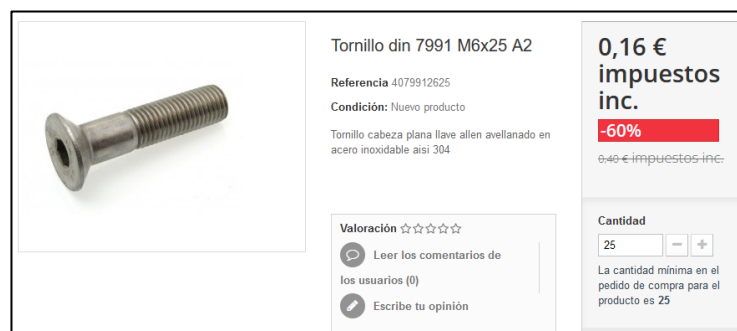 Tornillo din 7991 M6x25 A2
Referencia 4079912625
Condición: Nuevo producto
Tornillo cabeza plana llave allen avellanado en
acero inoxidable aisi 304
Valoración
Leer los comentarios de
los usuarios (0)
Escribe tu opinión
0,16 €
impuestos
inc.
-60%
0,40 € impuestos inc.
Cantidad
25
La cantidad mínima en el
pedido de compra para el
producto es 25